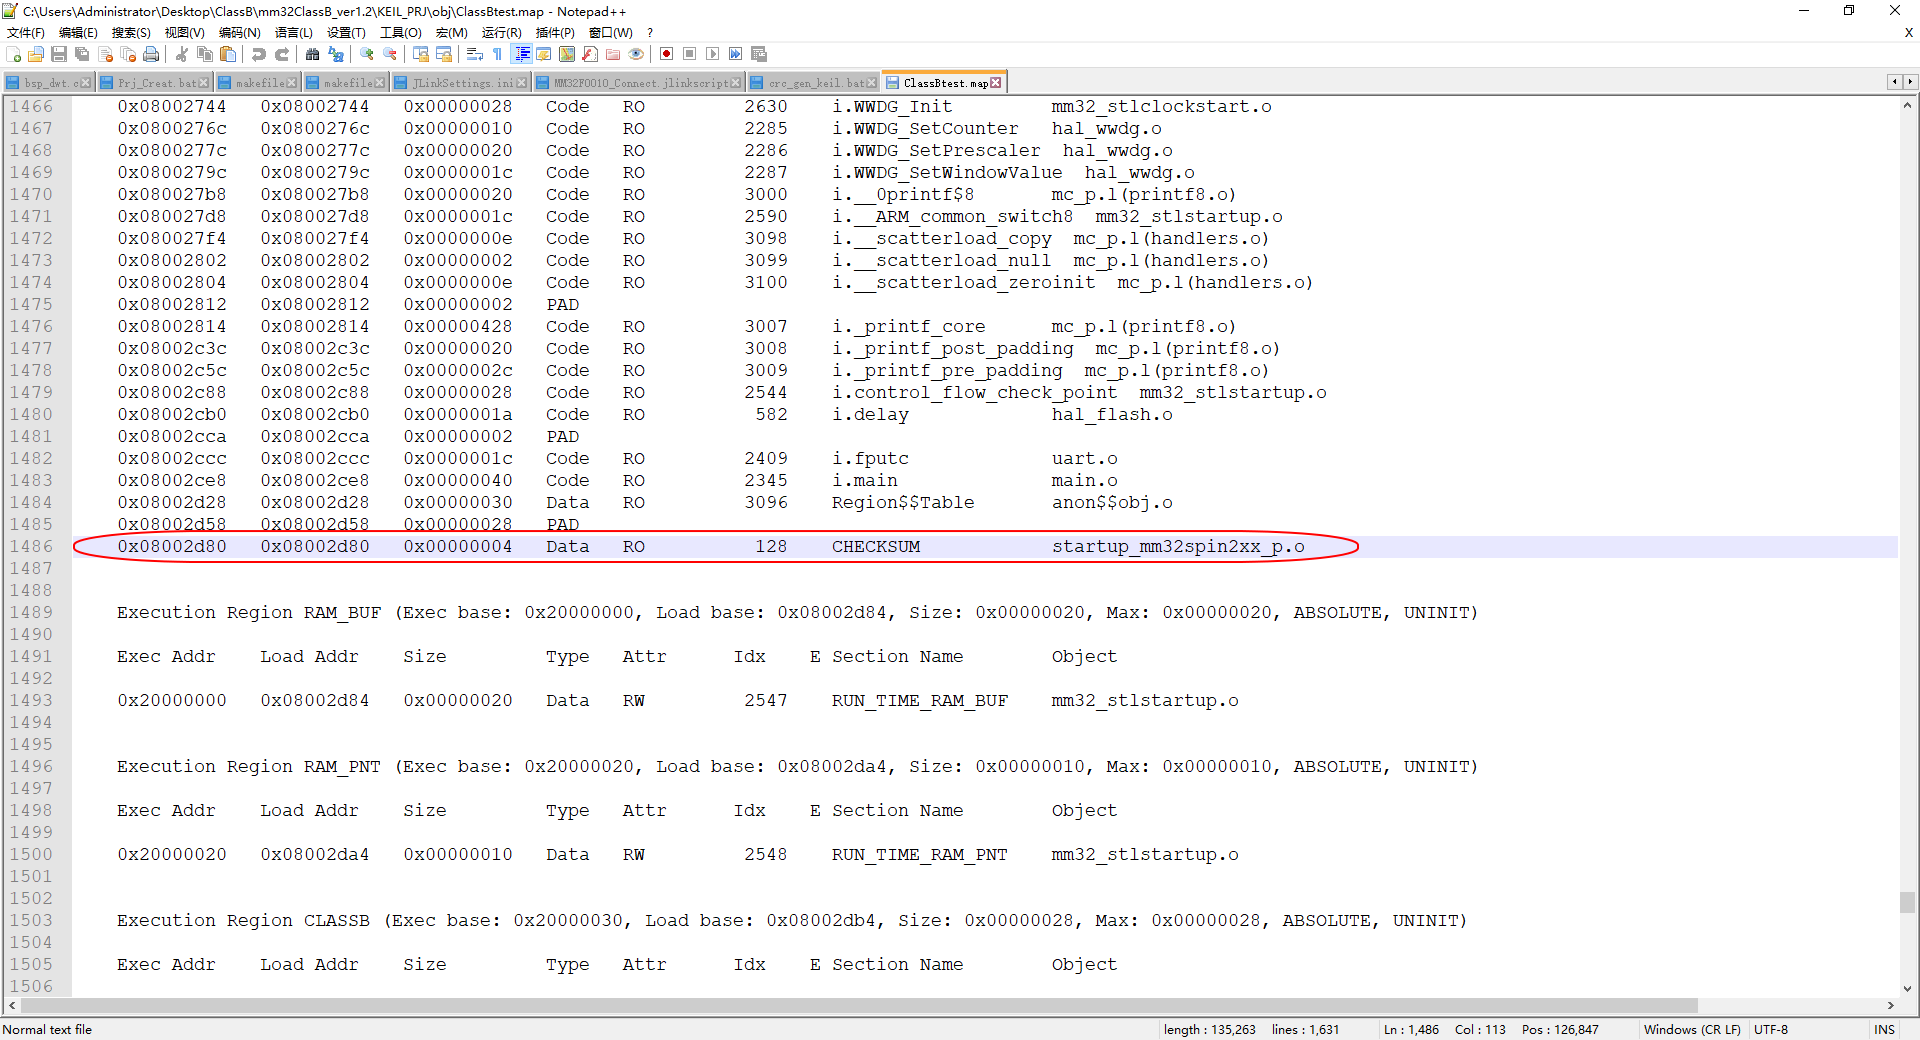 C:\Users\Administrator\Desktop\ClassB\mm32ClassB_ver1.2\KEIL_PRJ\obj\ClassBtest.map - Notepad++
文件(F) 编辑(E) 搜索(S) 视图(V) 编码(N) 语言(L) 设置(T) 工具(O) 宏(M) 运行(R) 插件(P) 窗口(W) ? X
bsp_dwt.c Prj_Creat.bat makefile makefile JLinkSettings.ini MM32F0010_Connect.jlinkscript crc_gen_keil.bat ClassBtest.map
1466 0x08002744 0x08002744 0x00000028 Code RO 2630 i.WWDG_Init mm32_stlclockstart.o
1467 0x0800276c 0x0800276c 0x00000010 Code RO 2285 i.WWDG_SetCounter hal_wwdg.o
1468 0x0800277c 0x0800277c 0x00000020 Code RO 2286 i.WWDG_SetPrescaler hal_wwdg.o
1469 0x0800279c 0x0800279c 0x0000001c Code RO 2287 i.WWDG_SetWindowValue hal_wwdg.o
1470 0x080027b8 0x080027b8 0x00000020 Code RO 3000 i.__0printf$8 mc_p.l(printf8.o)
1471 0x080027d8 0x080027d8 0x0000001c Code RO 2590 i.__ARM_common_switch8 mm32_stlstartup.o
1472 0x080027f4 0x080027f4 0x0000000e Code RO 3098 i.__scatterload_copy mc_p.l(handlers.o)
1473 0x08002802 0x08002802 0x00000002 Code RO 3099 i.__scatterload_null mc_p.l(handlers.o)
1474 0x08002804 0x08002804 0x0000000e Code RO 3100 i.__scatterload_zeroinit mc_p.l(handlers.o)
1475 0x08002812 0x08002812 0x00000002 PAD
1476 0x08002814 0x08002814 0x00000428 Code RO 3007 i._printf_core mc_p.l(printf8.o)
1477 0x08002c3c 0x08002c3c 0x00000020 Code RO 3008 i._printf_post_padding mc_p.l(printf8.o)
1478 0x08002c5c 0x08002c5c 0x0000002c Code RO 3009 i._printf_pre_padding mc_p.l(printf8.o)
1479 0x08002c88 0x08002c88 0x00000028 Code RO 2544 i.control_flow_check_point mm32_stlstartup.o
1480 0x08002cb0 0x08002cb0 0x0000001a Code RO 582 i.delay hal_flash.o
1481 0x08002cca 0x08002cca 0x00000002 PAD
1482 0x08002ccc 0x08002ccc 0x0000001c Code RO 2409 i.fputc uart.o
1483 0x08002ce8 0x08002ce8 0x00000040 Code RO 2345 i.main main.o
1484 0x08002d28 0x08002d28 0x00000030 Data RO 3096 Region$$Table anon$$obj.o
1485 0x08002d58 0x08002d58 0x00000028 PAD
1486 0x08002d80 0x08002d80 0x00000004 Data RO 128 CHECKSUM startup_mm32spin2xx_p.o
1487
1488
1489 Execution Region RAM_BUF (Exec base: 0x20000000, Load base: 0x08002d84, Size: 0x00000020, Max: 0x00000020, ABSOLUTE, UNINIT)
1490
1491 Exec Addr Load Addr Size Type Attr Idx E Section Name Object
1492
1493 0x20000000 0x08002d84 0x00000020 Data RW 2547 RUN_TIME_RAM_BUF mm32_stlstartup.o
1494
1495
1496 Execution Region RAM_PNT (Exec base: 0x20000020, Load base: 0x08002da4, Size: 0x00000010, Max: 0x00000010, ABSOLUTE, UNINIT)
1497
1498 Exec Addr Load Addr Size Type Attr Idx E Section Name Object
1499
1500 0x20000020 0x08002da4 0x00000010 Data RW 2548 RUN_TIME_RAM_PNT mm32_stlstartup.o
1501
1502
1503 Execution Region CLASSB (Exec base: 0x20000030, Load base: 0x08002db4, Size: 0x00000028, Max: 0x00000028, ABSOLUTE, UNINIT)
1504
1505 Exec Addr Load Addr Size Type Attr Idx E Section Name Object
1506
Normal text file length : 135,263 lines : 1,631 Ln : 1,486 Col : 113 Pos : 126,847 Windows (CR LF) UTF-8 INS